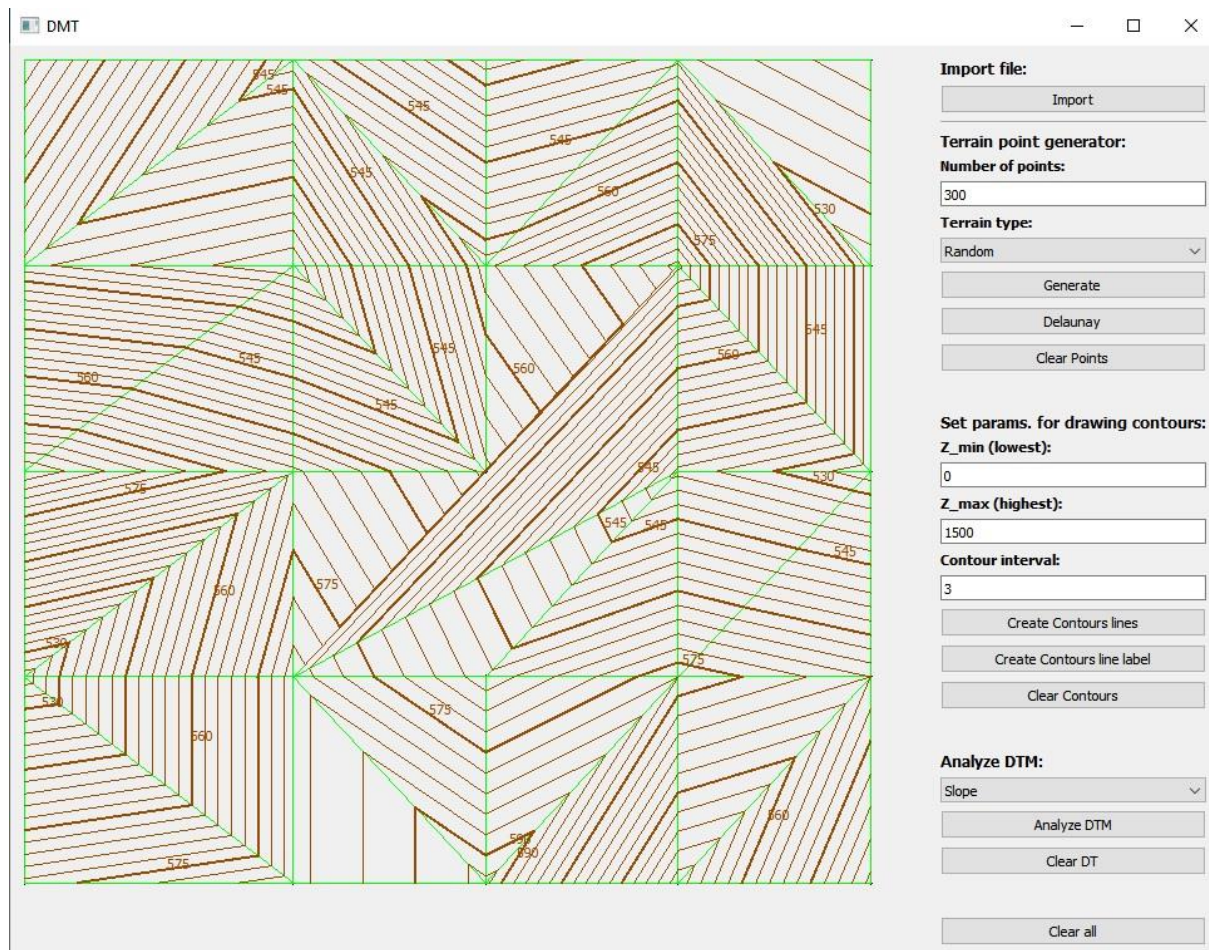 DMT
Import file:
Import
Terrain point generator:
Number of points:
300
Terrain type:
Random
Generate
Delaunay
Clear Points
Set params. for drawing contours:
Z_min (lowest):
0
Z_max (highest):
1500
Contour interval:
3
Create Contours lines
Create Contours line label
Clear Contours
Analyze DTM:
Slope
Analyze DTM
Clear DT
Clear all
545
545
545
545
545
560
530
575
545
545
545
560
560
560
545
575
545
530
545
545
545
530
575
560
575
530
560
575
590
590
560
575